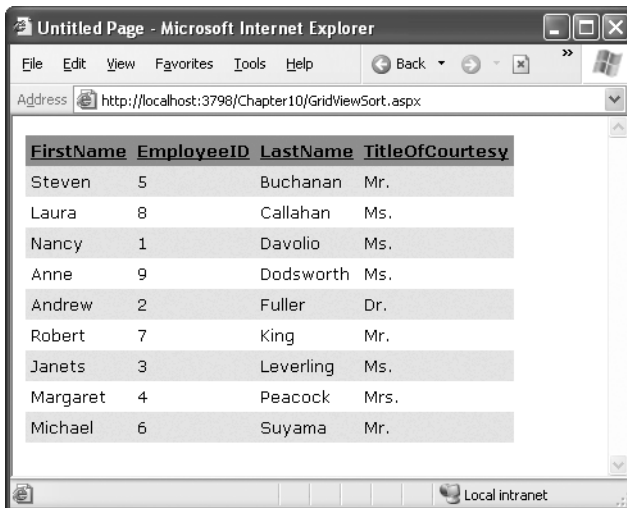 Untitled Page - Microsoft Internet Explorer
File Edit View Favorites Tools Help Back »
Address http://localhost:3798/Chapter10/GridViewSort.aspx
FirstName EmployeeID LastName TitleOfCourtesy
Steven 5 Buchanan Mr.
Laura 8 Callahan Ms.
Nancy 1 Davolio Ms.
Anne 9 Dodsworth Ms.
Andrew 2 Fuller Dr.
Robert 7 King Mr.
Janets 3 Leverling Ms.
Margaret 4 Peacock Mrs.
Michael 6 Suyama Mr.
Local intranet